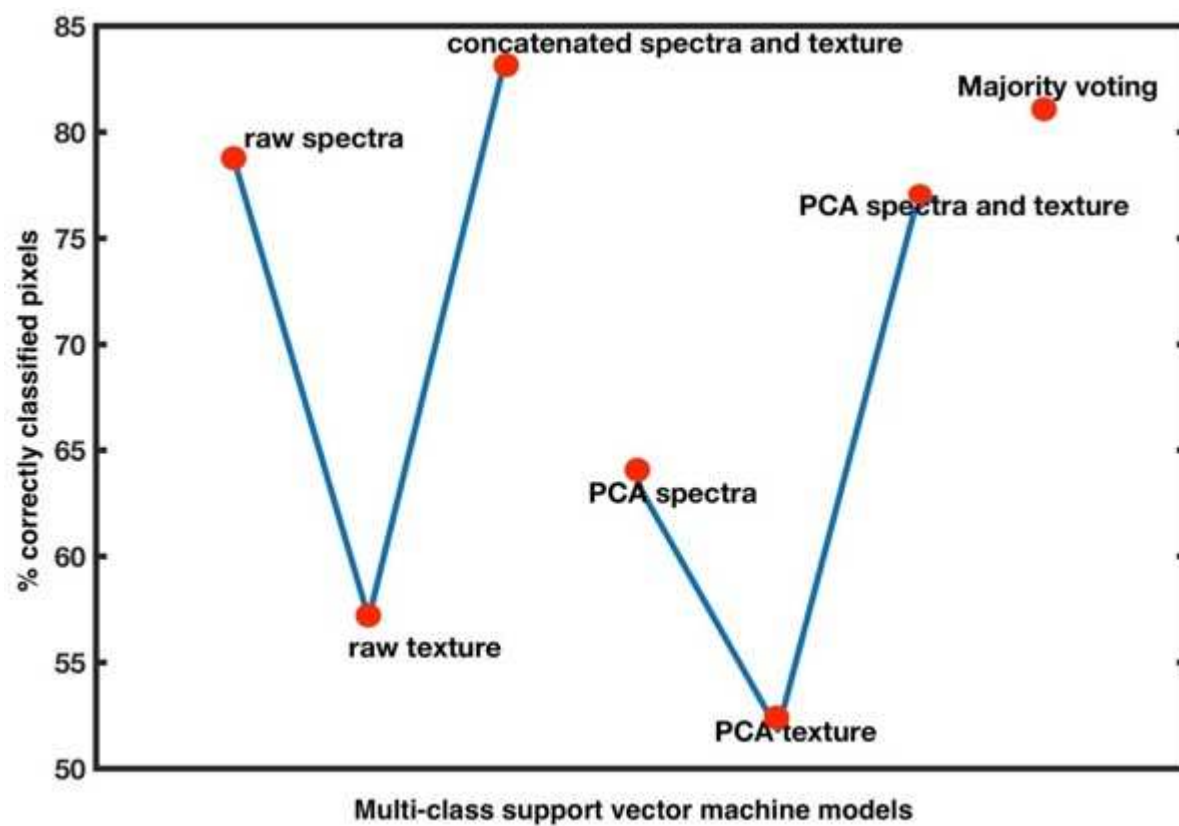 85
concatenated spectra and texture
Majority voting
80
raw spectra
PCA spectra and texture
75
% correctly classified pixels
70
65
PCA spectra
60
raw texture
55
PCA texture
50
Multi-class support vector machine models